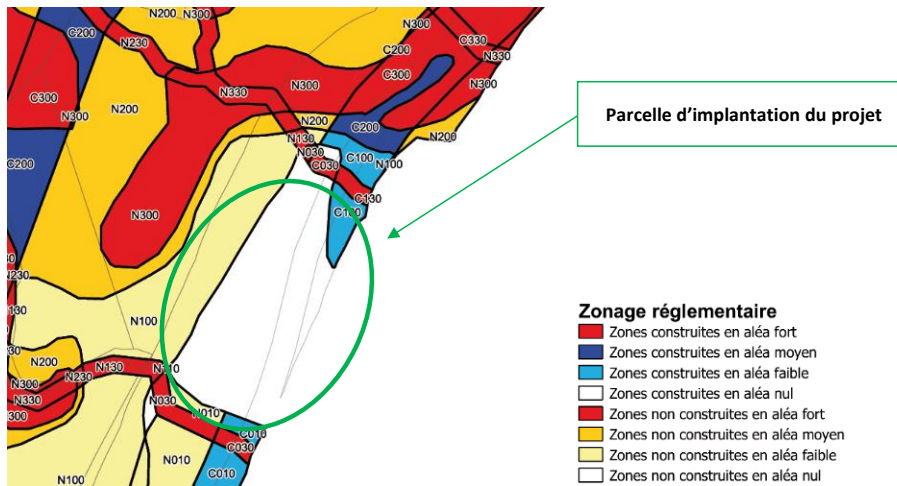 N200
N300
C200
N230
N300
C200
C330
N330
C300
C300
N300
N300
N330
N200
N200
N200
C200
N130
N030
C030
C100
N100
C200
C130
N300
N230
N100
N200
N130
N110
N300
N230
N330
N030
N010
C010
C030
N010
C010
N100
Parcelle d'implantation du projet
Zonage réglementaire
Zones construites en aléa fort
Zones construites en aléa moyen
Zones construites en aléa faible
Zones construites en aléa nul
Zones non construites en aléa fort
Zones non construites en aléa moyen
Zones non construites en aléa faible
Zones non construites en aléa nul